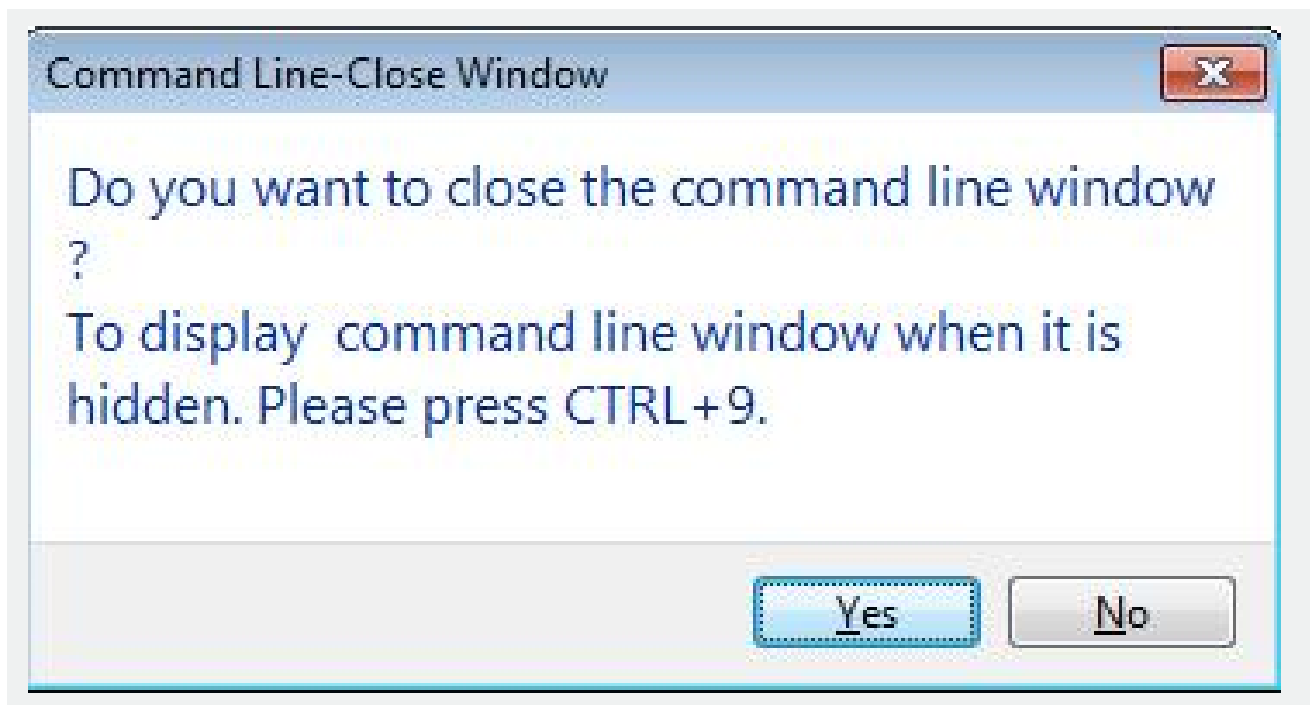 Command Line-Close Window
Do you want to close the command line window
?
To display  command line window when it is
hidden. Please press CTRL+9.
Yes
No